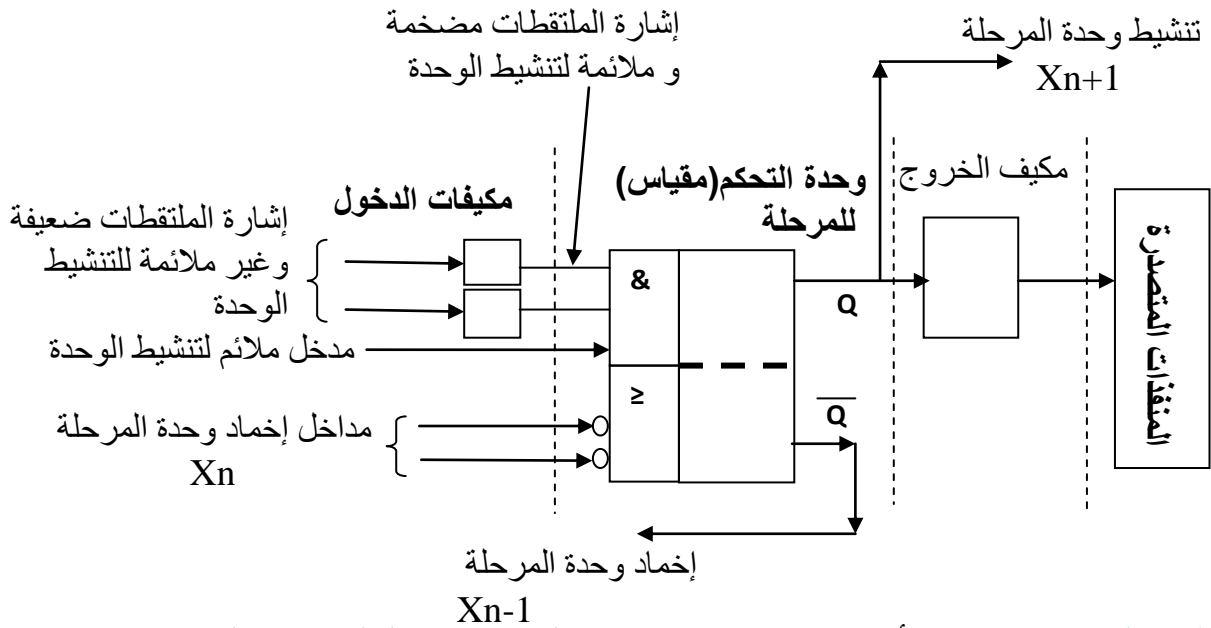 إشارة الملتقطات مضخمة
و ملائمة لتنشيط الوحدة
تنشيط وحدة المرحلة
Xn+1
مكيف الخروج
وحدة التحكم(مقياس)
للمرحلة
مكيفات الدخول
إشارة الملتقطات ضعيفة
و غير ملائمة للتنشيط
الوحدة
مدخل ملائم لتنشيط الوحدة
&
Q
≥
Q
المنفذات المتصدرة
مداخل إخماد وحدة المرحلة
Xn
إخماد وحدة المرحلة
Xn-1